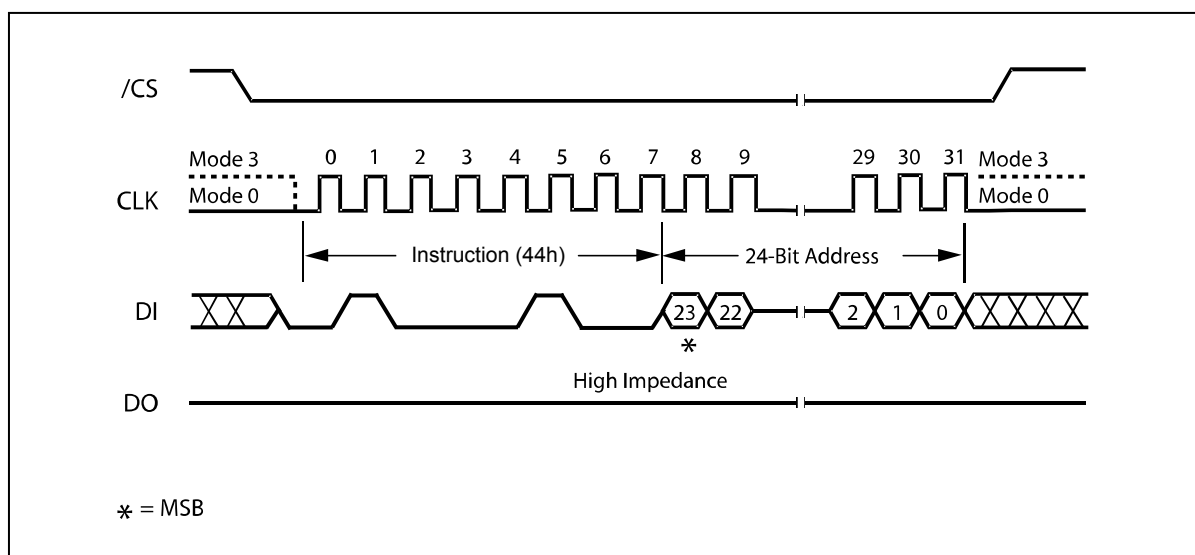 /CS
Mode 3 0 1 2 3 4 5 6 7 8 9 29 30 31 Mode 3
CLK Mode 0 Mode 0
Instruction (44h) 24-Bit Address
DI 23 22 2 1 0
*
High Impedance
DO
* = MSB